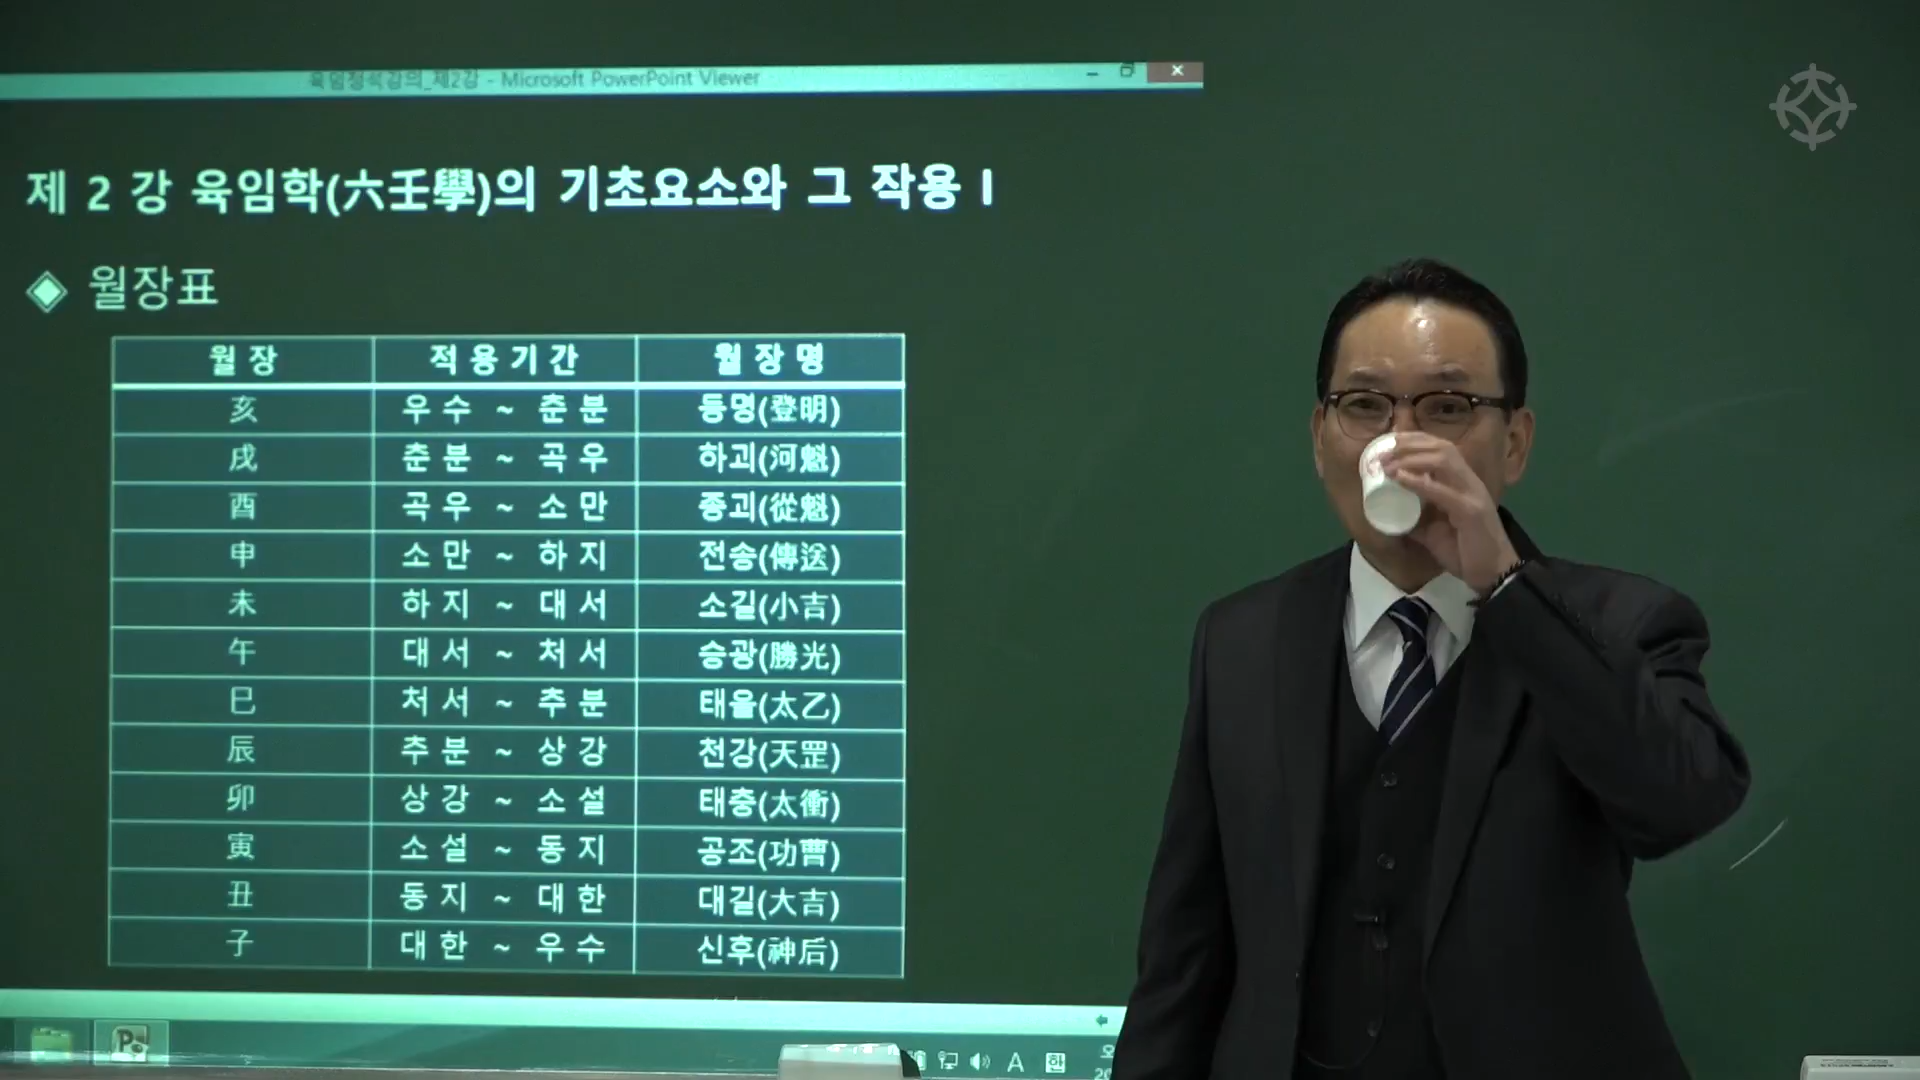 육임정석강의_제2강 - Microsoft PowerPoint Viewer
제 2 강 육임학(六壬學)의 기초요소와 그 작용 I
◈ 월장표
월 장 적 용 기 간 월 장 명
亥 우 수 ~ 춘 분 등명(登明)
戌 춘 분 ~ 곡 우 하괴(河魁)
酉 곡 우 ~ 소 만 종괴(從魁)
申 소 만 ~ 하 지 전송(傳送)
未 하 지 ~ 대 서 소길(小吉)
午 대 서 ~ 처 서 승광(勝光)
巳 처 서 ~ 추 분 태을(太乙)
辰 추 분 ~ 상 강 천강(天罡)
卯 상 강 ~ 소 설 태충(太衝)
寅 소 설 ~ 동 지 공조(功曹)
丑 동 지 ~ 대 한 대길(大吉)
子 대 한 ~ 우 수 신후(神后)
A 한 오
20